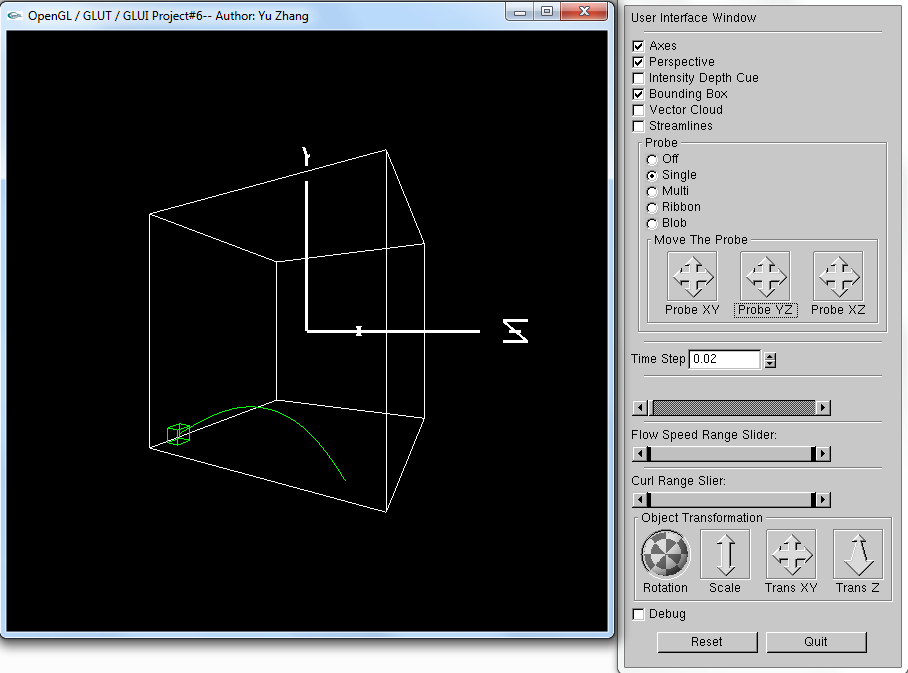 OpenGL / GLUT / GLUI Project#6-- Author: Yu Zhang
Y
X
Z
User Interface Window
Axes
Perspective
Intensity Depth Cue
Bounding Box
Vector Cloud
Streamlines
Probe
Off
Single
Multi
Ribbon
Blob
Move The Probe
Probe XY Probe YZ Probe XZ
Time Step 0.02
Flow Speed Range Slider:
Curl Range Slier:
Object Transformation
Rotation Scale Trans XY Trans Z
Debug
Reset Quit